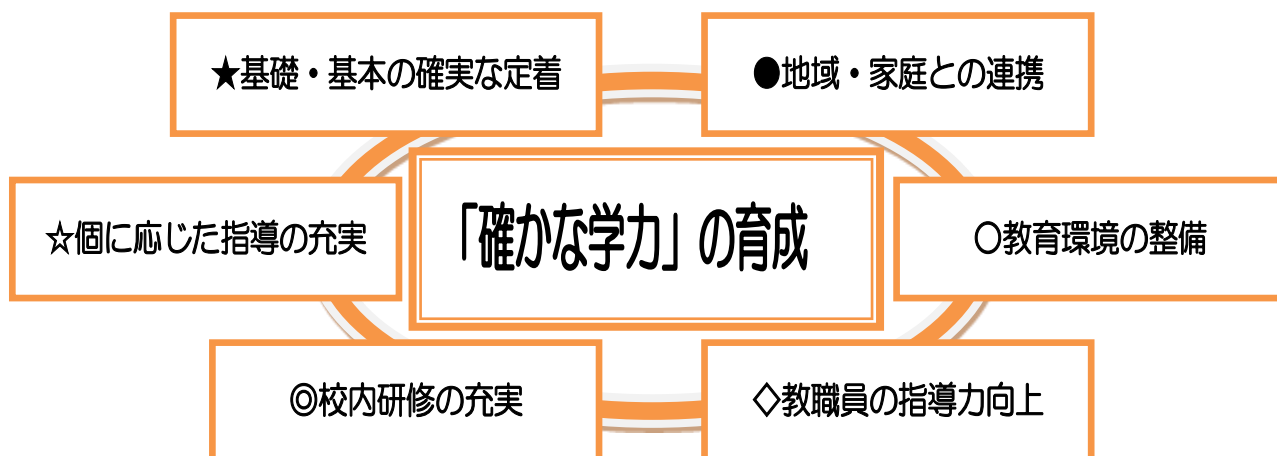 ★基礎・基本の確実な定着
●地域・家庭との連携
☆個に応じた指導の充実
「確かな学力」の育成
○教育環境の整備
◎校内研修の充実
◇教職員の指導力向上